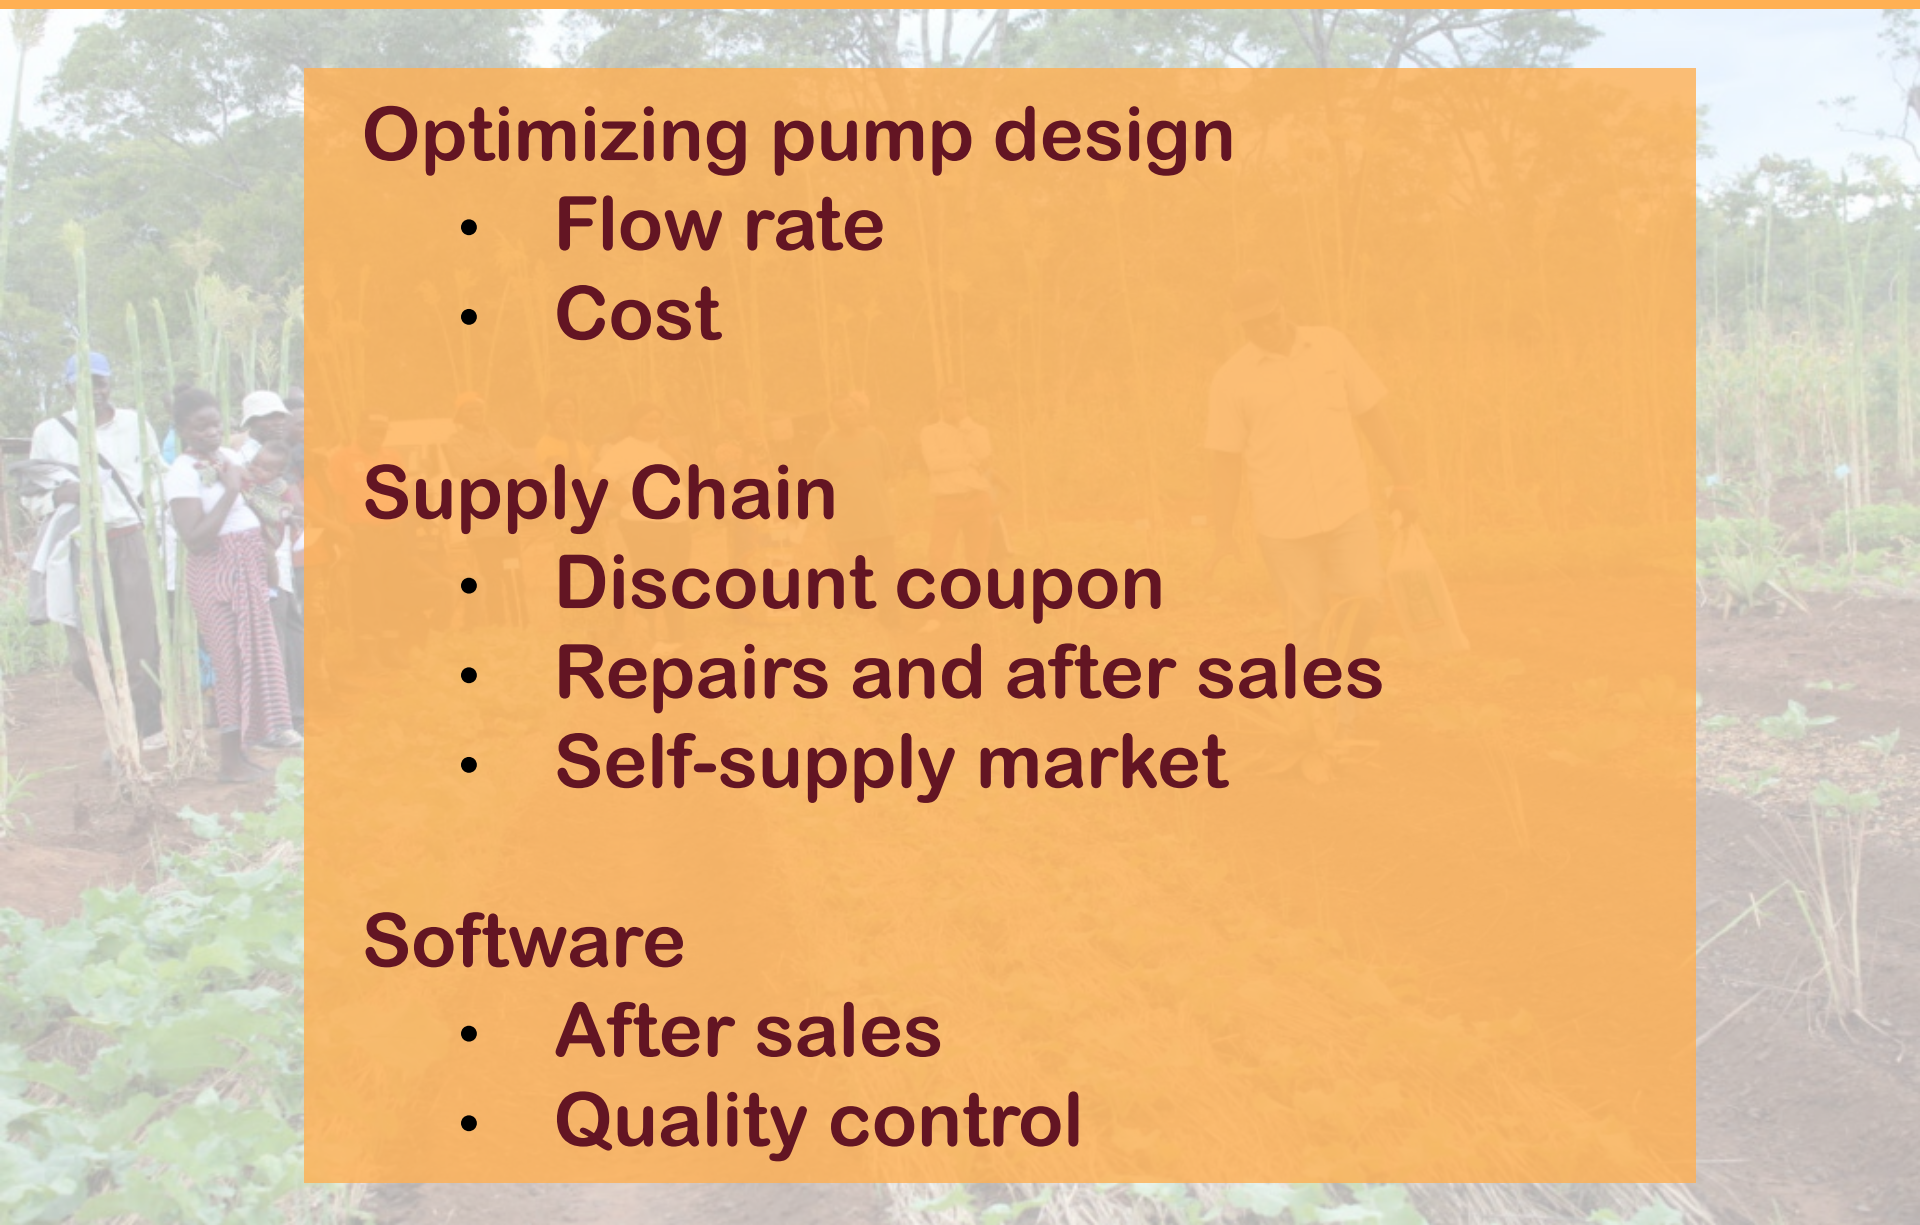 Optimizing pump design
• Flow rate
• Cost
Supply Chain
• Discount coupon
• Repairs and after sales
• Self-supply market
Software
• After sales
• Quality control